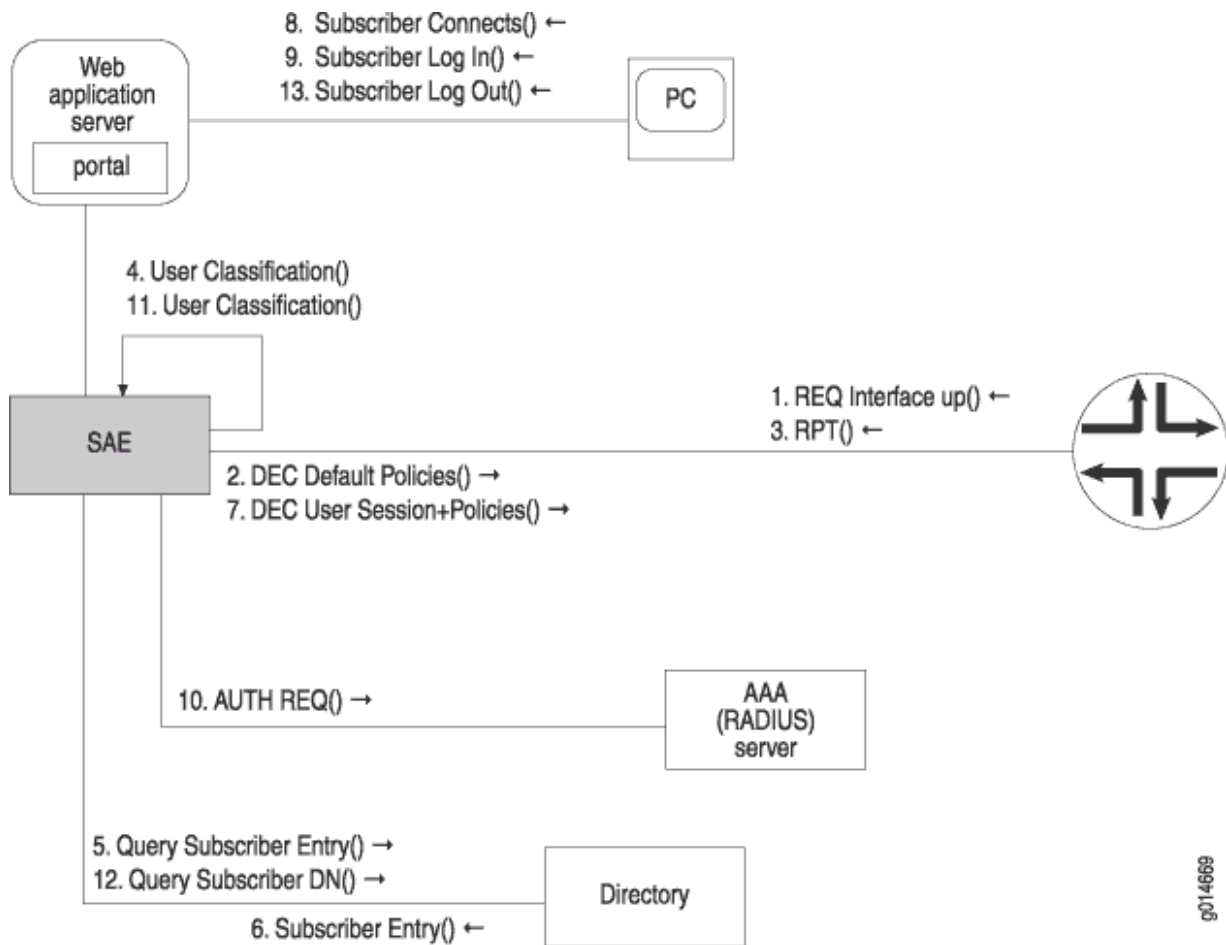 8. Subscriber Connects() ←
9. Subscriber Log In() ←
13. Subscriber Log Out() ←
Web
application
server
portal
PC
4. User Classification()
11. User Classification()
SAE
1. REQ Interface up() ←
3. RPT() ←
2. DEC Default Policies() →
7. DEC User Session+Policies() →
10. AUTH REQ() →
AAA
(RADIUS)
server
5. Query Subscriber Entry() →
12. Query Subscriber DN() →
6. Subscriber Entry() ←
Directory
g014669